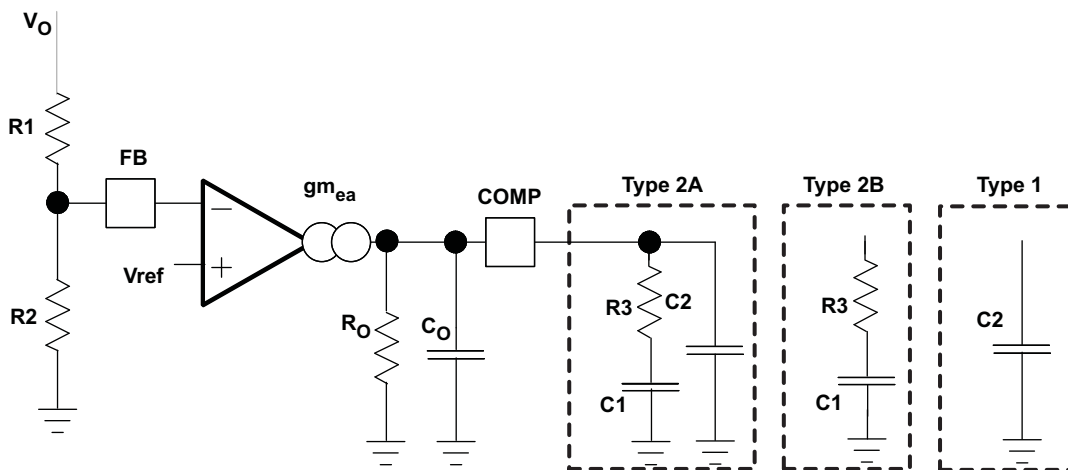 VO
R1
FB
gmea
COMP
Type 2A
Type 2B
Type 1
Vref
R2
RO
CO
R3
C2
C1
R3
C1
C2